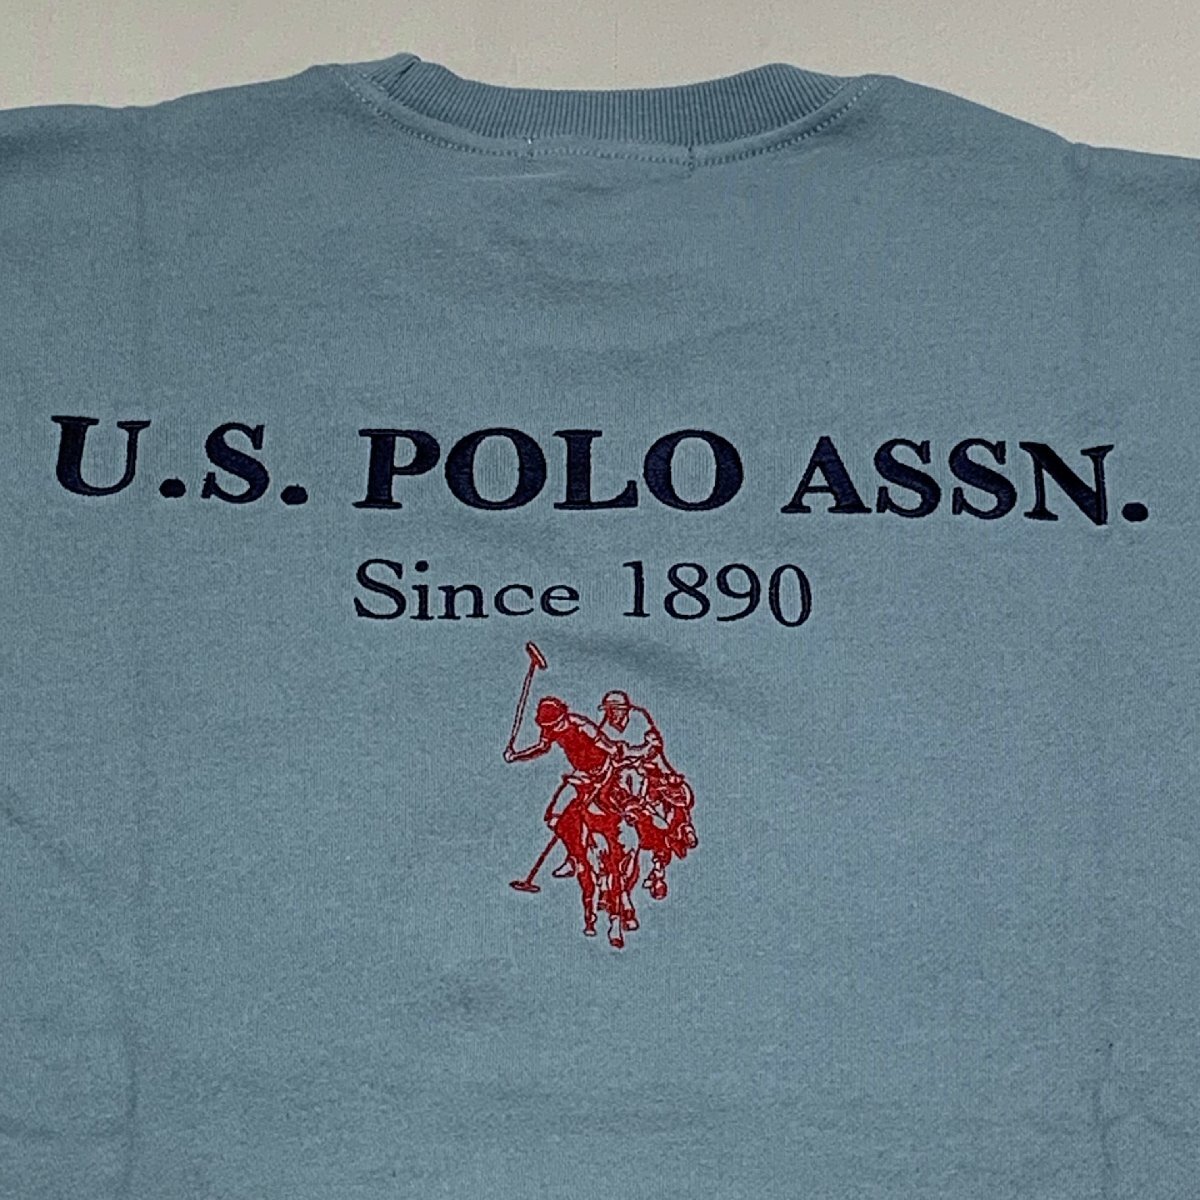 U.S. POLO ASSN.
Since 1890